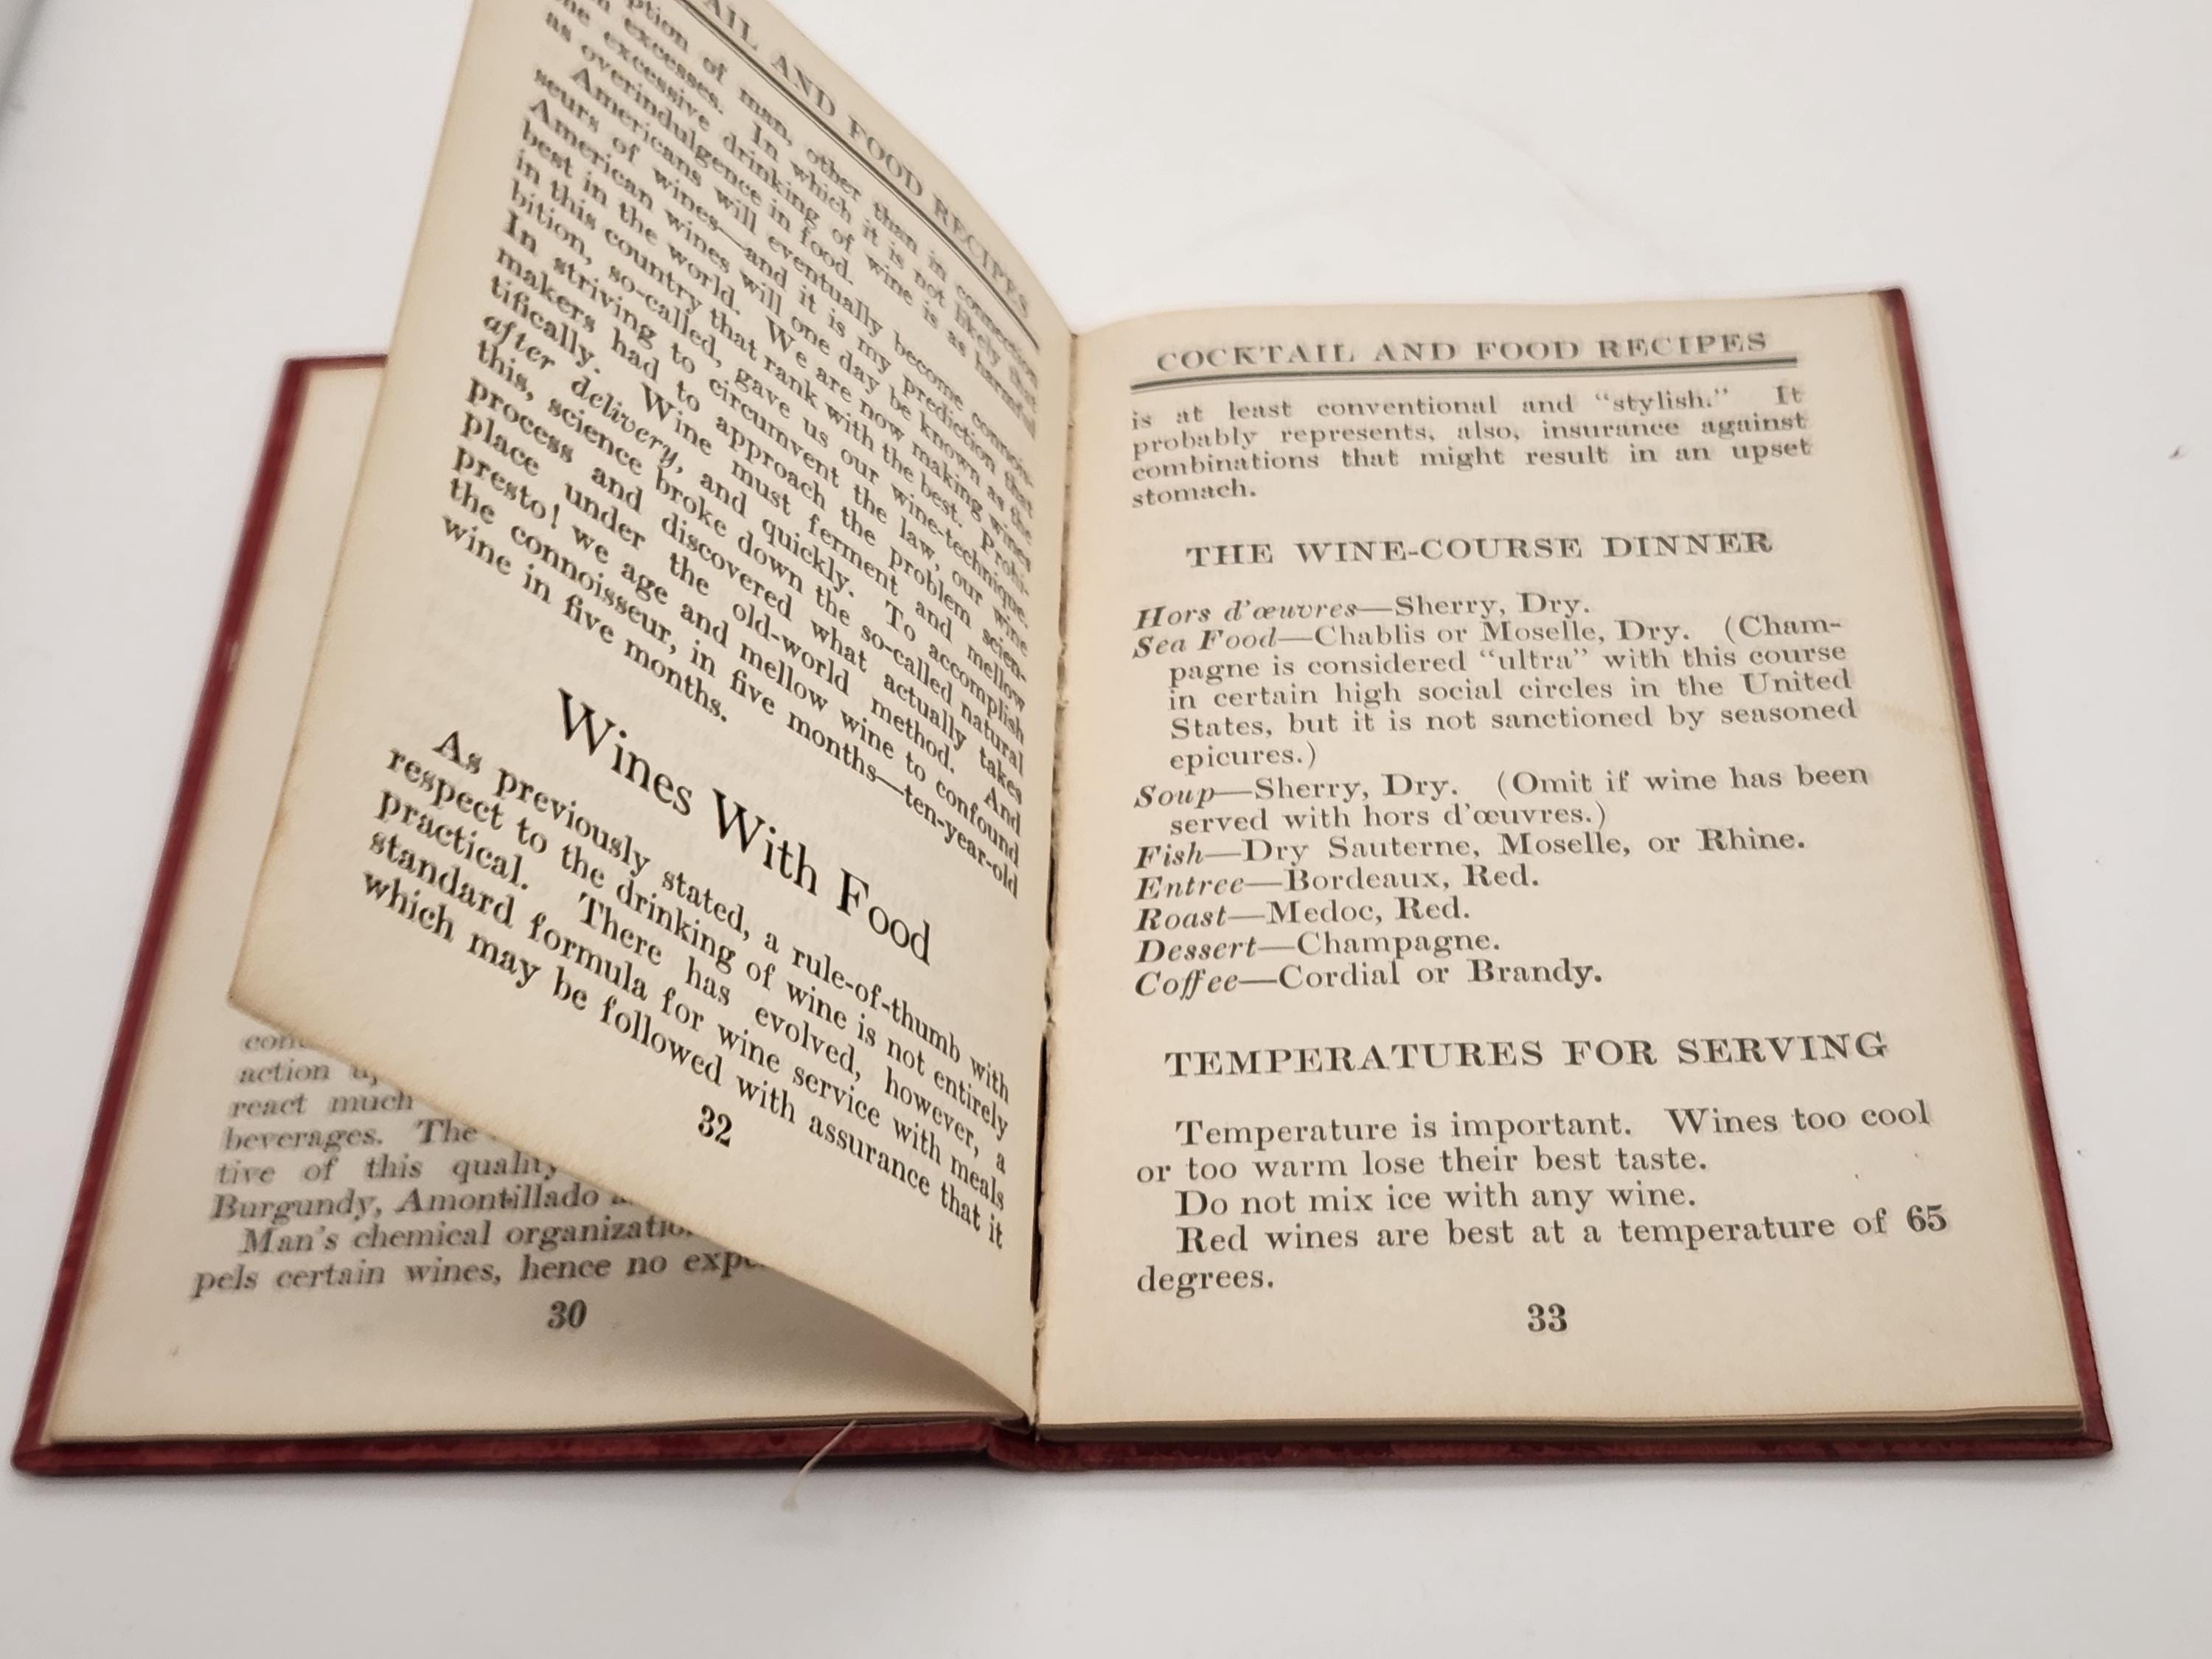 con
action
react much
beverages. The
tive of this quality
Burgundy, Amontillado
Man's chemical
pels certain wines, hence no
30
AIL AND FOOD RECIPES
ption of man, other than in connection
excesses. In which it is not likely that
excessive drinking of wine is as harmful
as overindulgence in food.
Americans will eventually become connois-
seurs of wines—and it is my prediction that
American wines will one day be known as the
best in the world. We are now making wines
in this country that rank with the best. Prohi-
bition, so-called, gave us our wine-technique.
In striving to circumvent the law, our wine
makers had to approach the problem scien-
tifically. Wine must ferment and mellow
after delivery, and quickly. To accomplish
this, science broke down the so-called natural
process and discovered what actually takes
place under the old-world method. And
presto! we age and mellow wine to confound
the connoisseur, in five months—ten-year-old
wine in five months.
Wines With Food
As previously stated, a rule-of-thumb with
respect to the drinking of wine is not entirely
practical. There has evolved, however, a
standard formula for wine service with meals
which may be followed with assurance that it
32
COCKTAIL AND FOOD RECIPES
is at least conventional and "stylish." It
probably represents, also, insurance against
combinations that might result in an upset
stomach.
THE WINE-COURSE DINNER
Hors d'œuvres—Sherry, Dry.
Sea Food—Chablis or Moselle, Dry. (Cham-
pagne is considered "ultra" with this course
in certain high social circles in the United
States, but it is not sanctioned by seasoned
epicures.)
Soup—Sherry, Dry. (Omit if wine has been
served with hors d'œuvres.)
Fish—Dry Sauterne, Moselle, or Rhine.
Entree—Bordeaux, Red.
Roast—Medoc, Red.
Dessert—Champagne.
Coffee—Cordial or Brandy.
TEMPERATURES FOR SERVING
Temperature is important. Wines too cool
or too warm lose their best taste.
Do not mix ice with any wine.
Red wines are best at a temperature of 65
degrees.
33